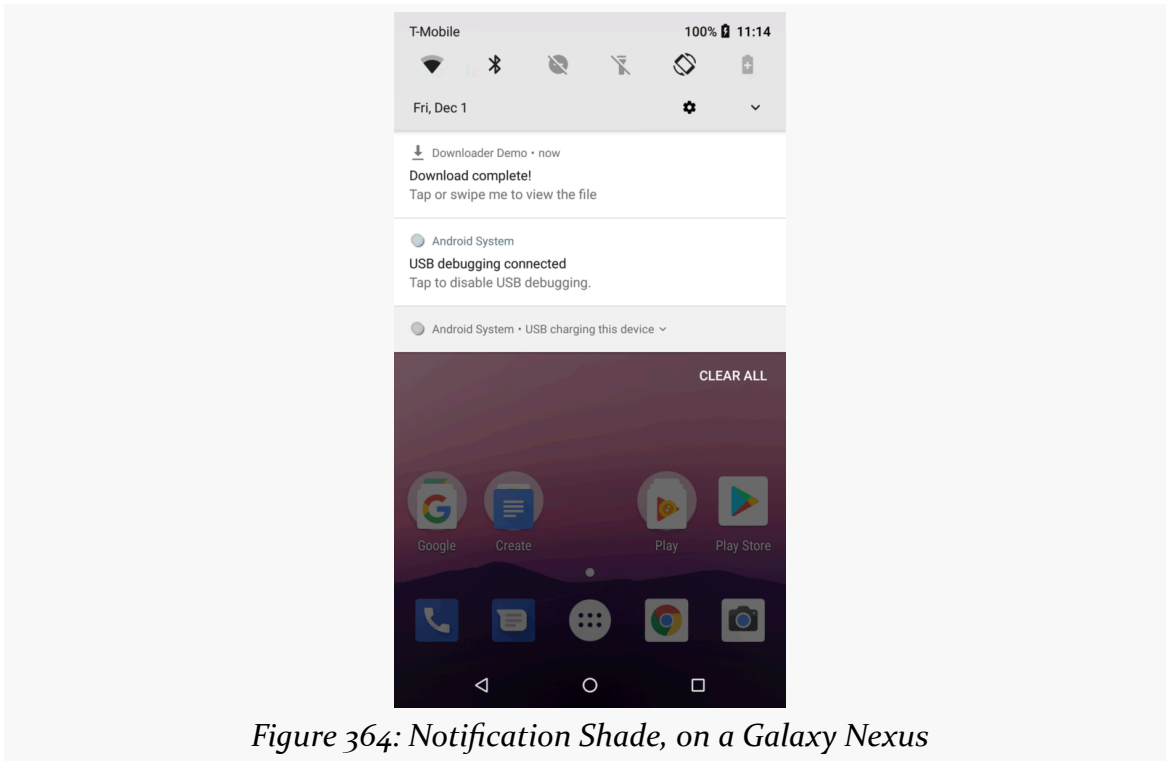 T-Mobile 100% 11:14
Fri, Dec 1
Downloader Demo • now
Download complete!
Tap or swipe me to view the file
Android System
USB debugging connected
Tap to disable USB debugging.
Android System • USB charging this device
CLEAR ALL
Google Create Play Play Store
Figure 364: Notification Shade, on a Galaxy Nexus